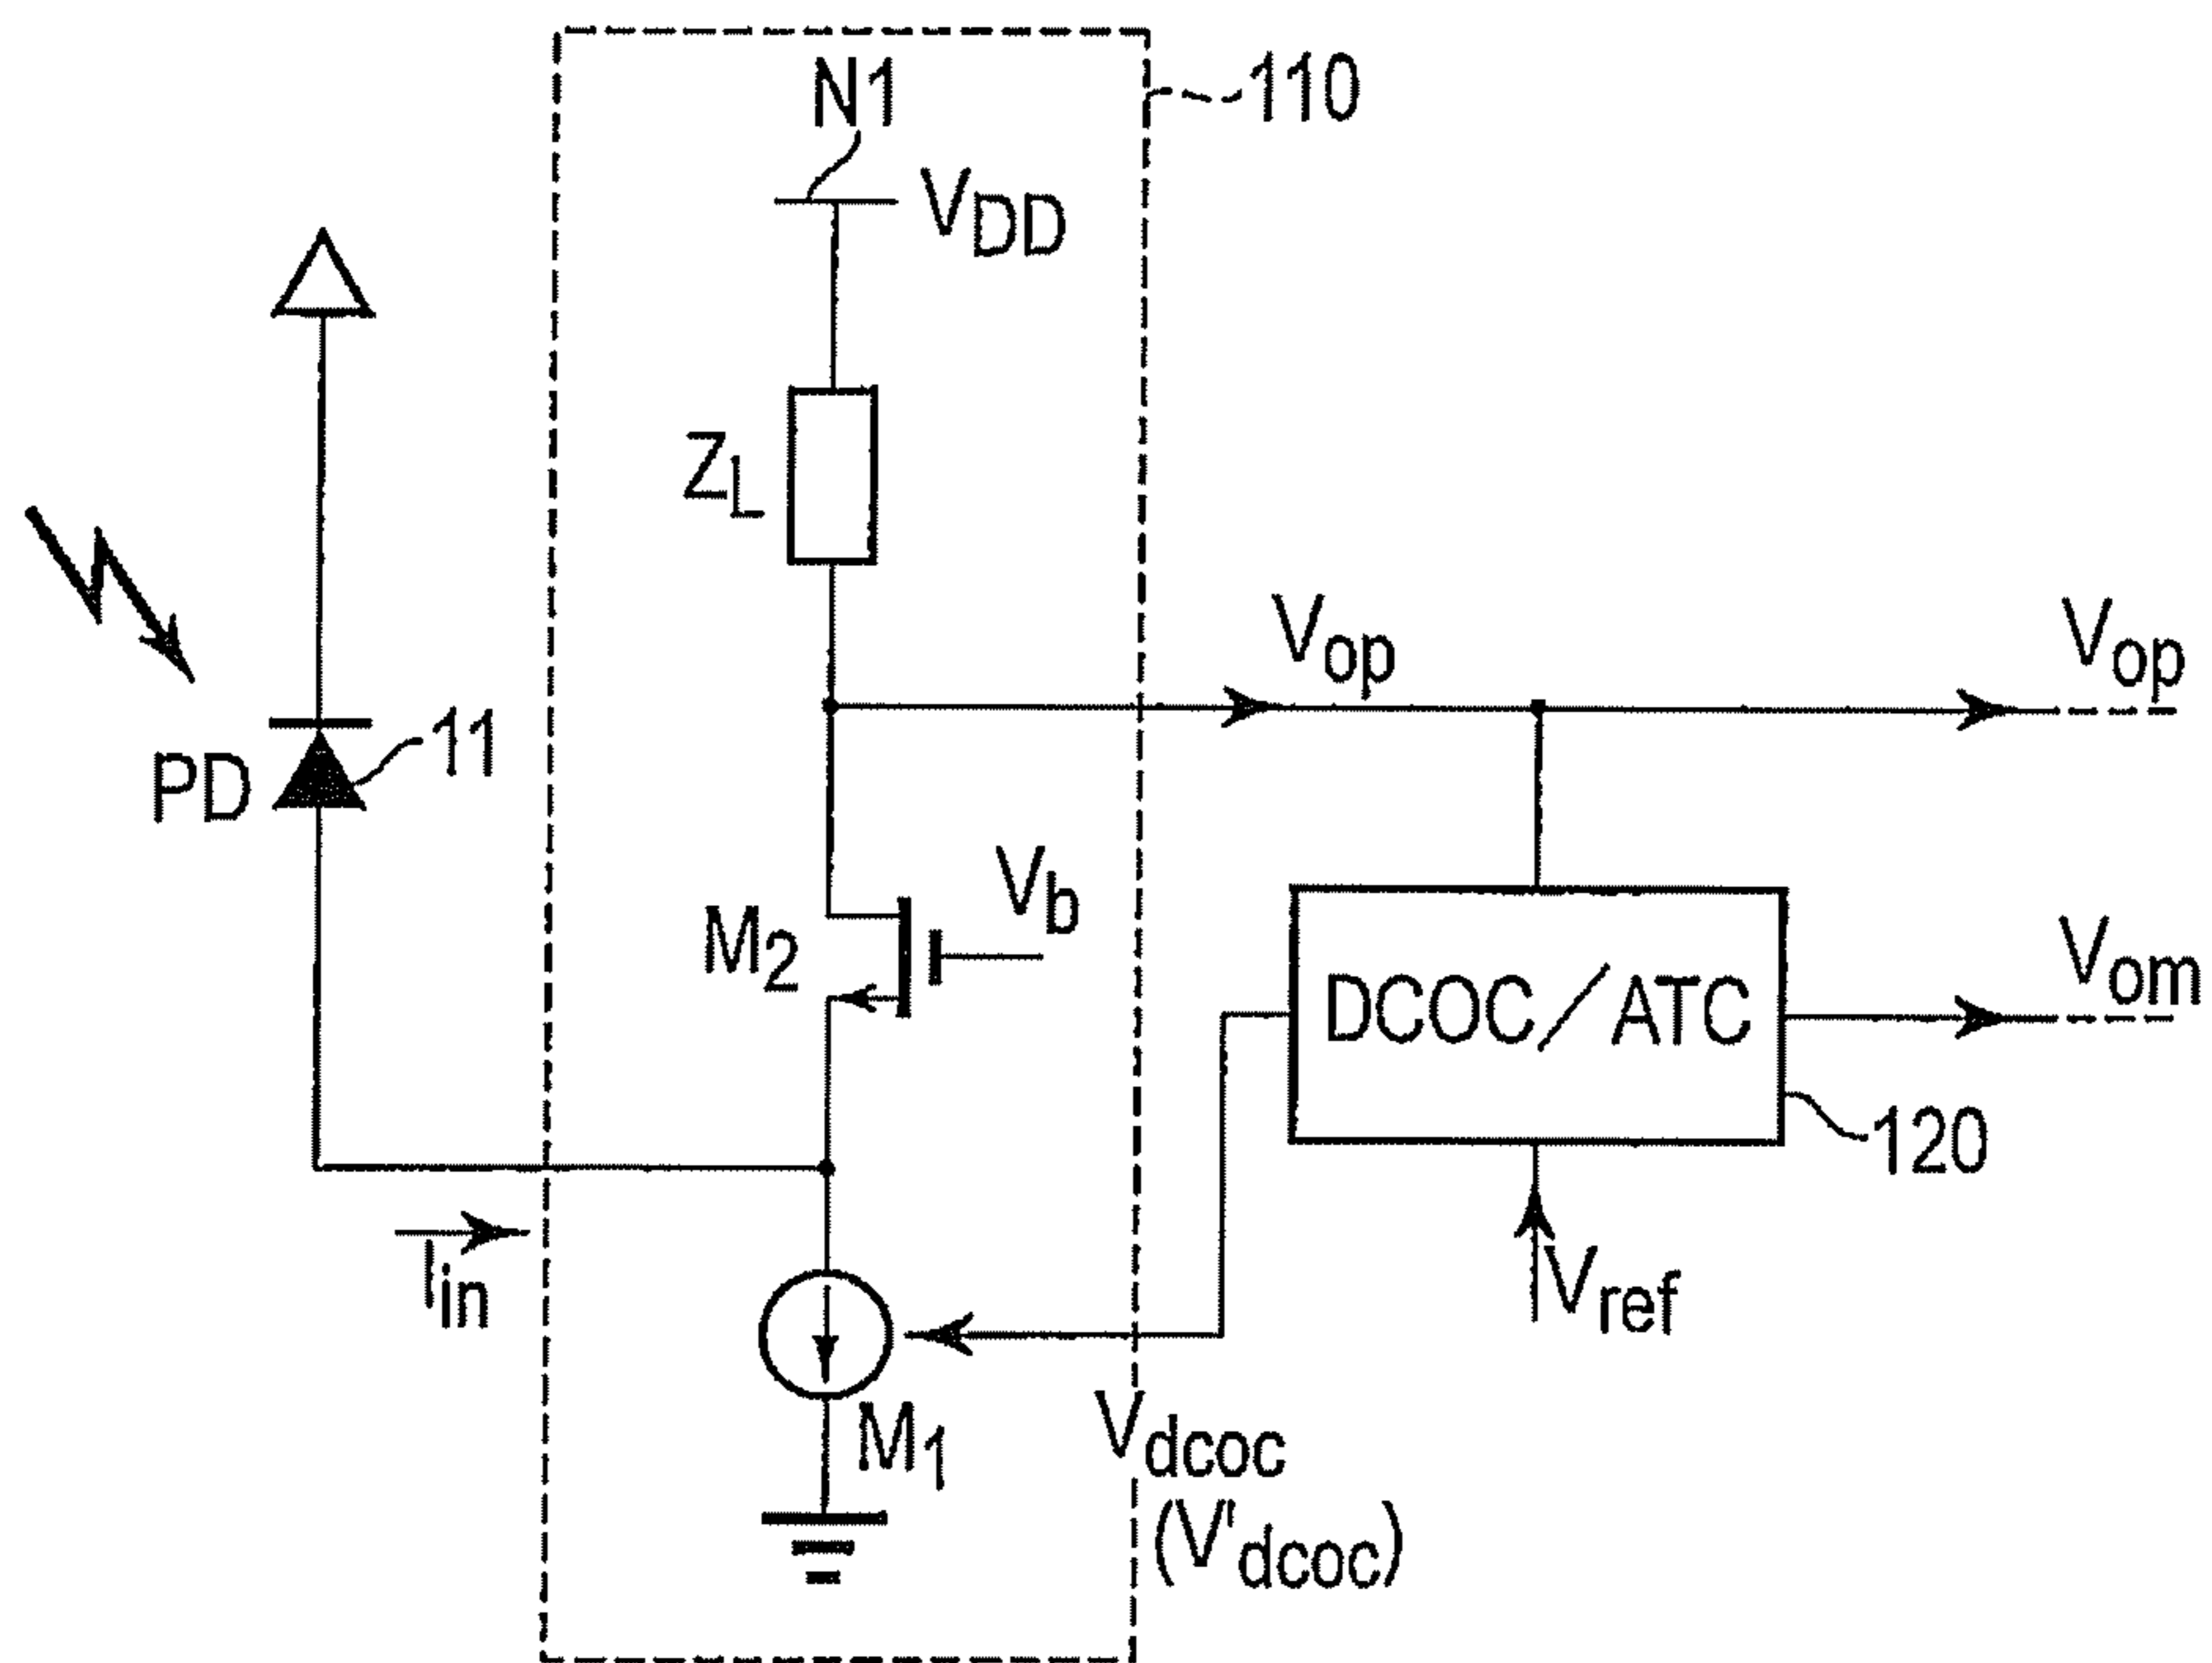 N1
110
VDD
ZL
Vop
Vop
11
PD
Vb
M2
Vom
DCOC/ATC
120
Iin
Vref
M1
Vdcoc
(V'dcoc)